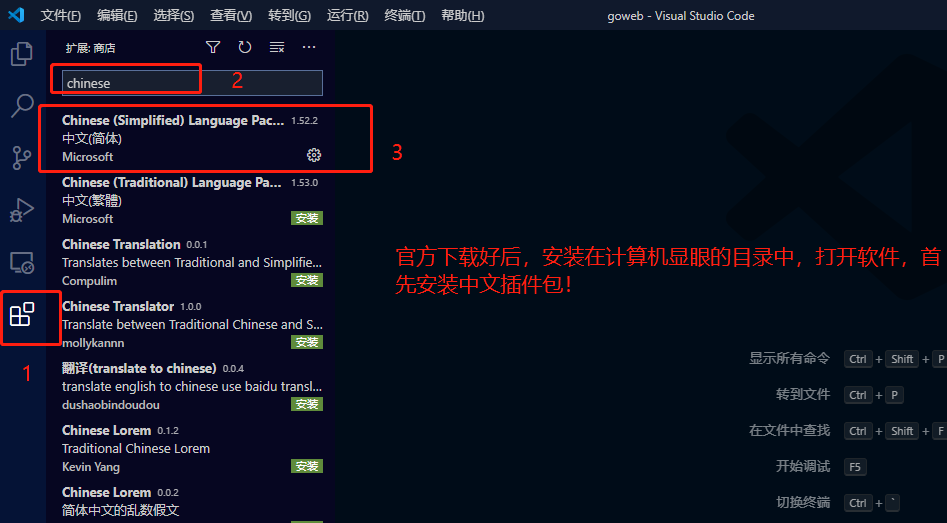 文件(F) 编辑(E) 选择(S) 查看(V) 转到(G) 运行(R) 终端(T) 帮助(H) goweb - Visual Studio Code
扩展: 商店
chinese
2
Chinese (Simplified) Language Pac... 1.52.2
中文(简体)
Microsoft
3
Chinese (Traditional) Language Pa... 1.53.0
中文(繁體)
Microsoft 安装
Chinese Translation 0.0.1
Translates between Traditional and Simplifie...
Compulim 安装
官方下载好后，安装在计算机显眼的目录中，打开软件，首
先安装中文插件包！
Chinese Translator 1.0.0
Translate between Traditional Chinese and S...
mollykannn 安装
1
翻译(translate to chinese) 0.0.4
translate english to chinese use baidu transl...
dushaobindoudou 安装
Chinese Lorem 0.1.2
Traditional Chinese Lorem
Kevin Yang 安装
Chinese Lorem 0.0.2
简体中文的乱数假文
显示所有命令 Ctrl + Shift + P
转到文件 Ctrl + P
在文件中查找 Ctrl + Shift + F
开始调试 F5
切换终端 Ctrl + `